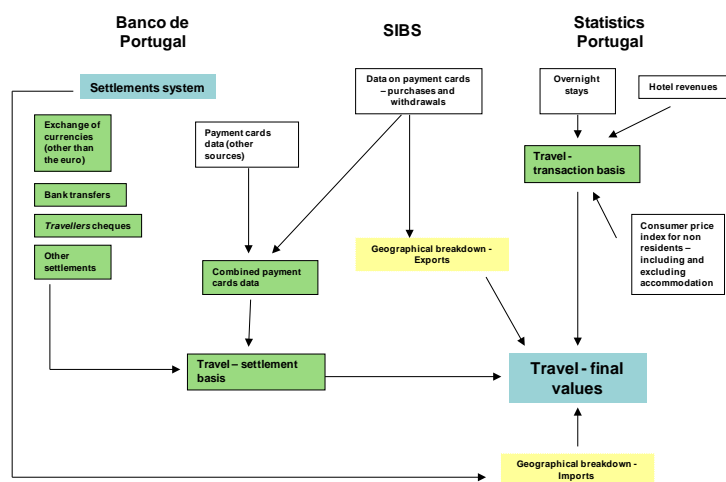 Banco de
Portugal
SIBS
Statistics
Portugal
Settlements system
Data on payment cards
– purchases and
withdrawals
Overnight
stays
Hotel revenues
Exchange of
currencies
(other than
the euro)
Payment cards
data (other
sources)
Travel -
transaction basis
Bank transfers
Travellers cheques
Other
settlements
Consumer price
index for non
residents –
including and
excluding
accommodation
Geographical breakdown -
Exports
Combined payment
cards data
Travel – settlement
basis
Travel - final
values
Geographical breakdown -
Imports